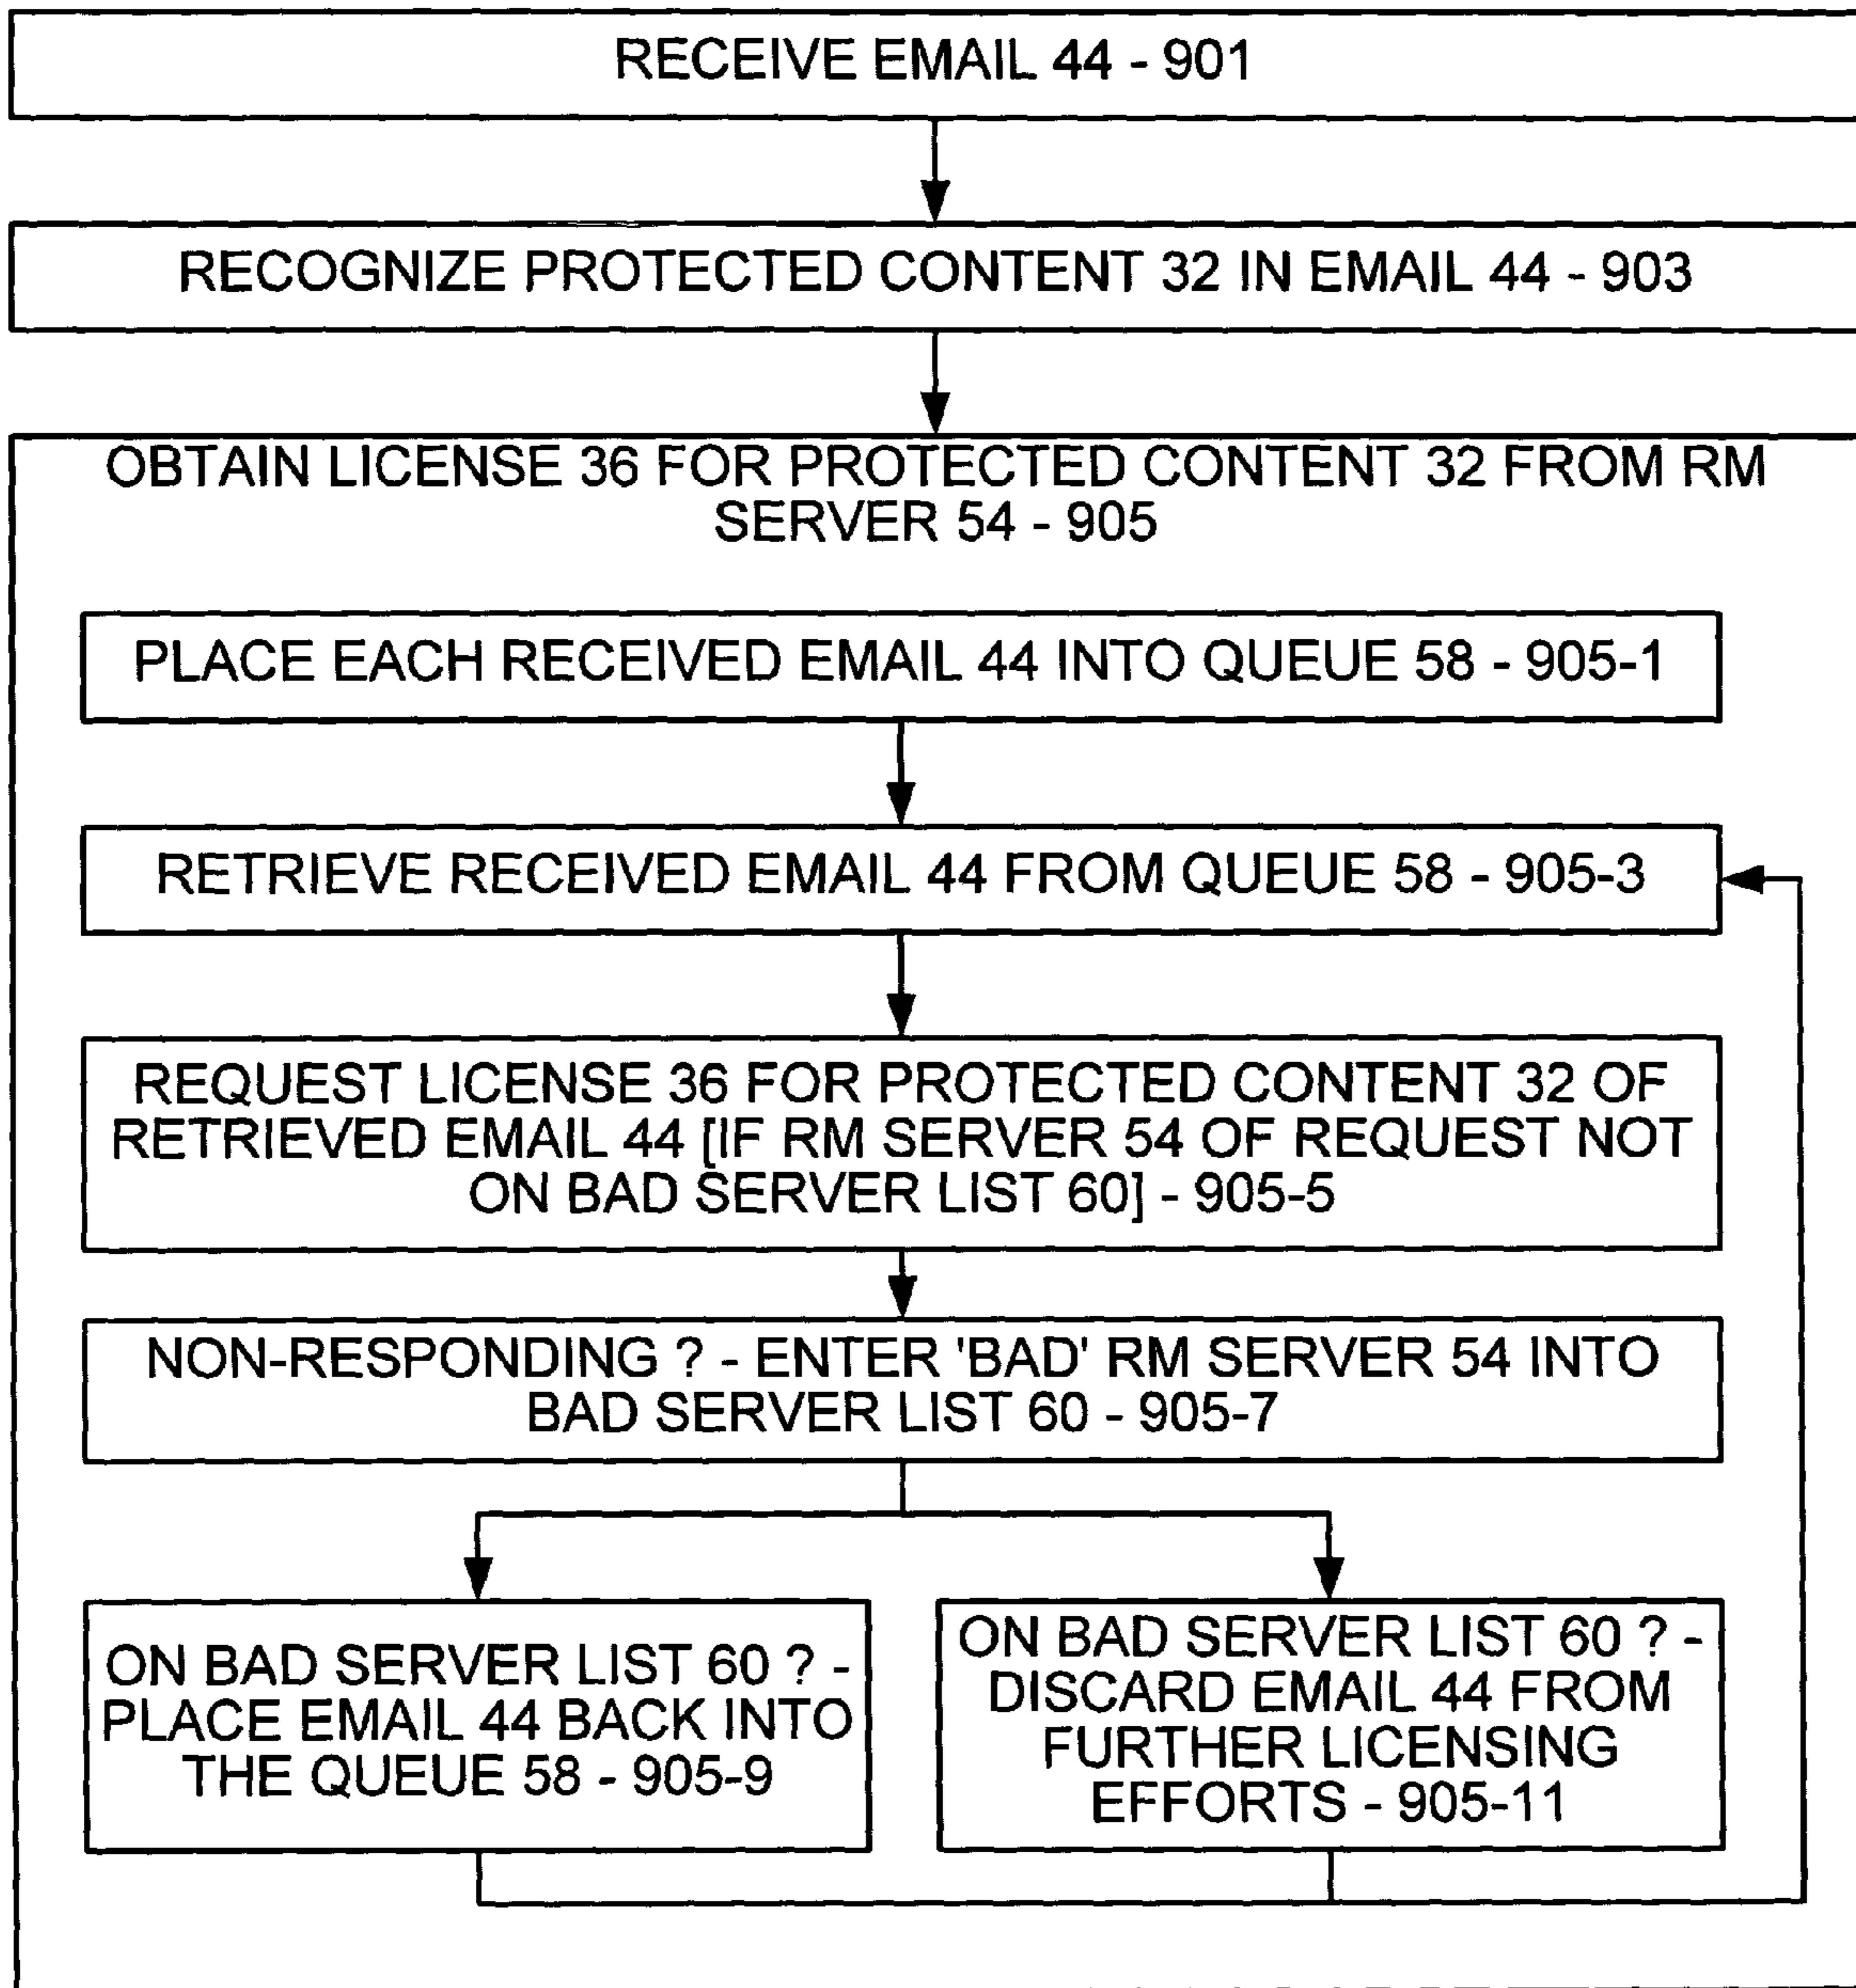 RECEIVE EMAIL 44 - 901
RECOGNIZE PROTECTED CONTENT 32 IN EMAIL 44 - 903
OBTAIN LICENSE 36 FOR PROTECTED CONTENT 32 FROM RM
SERVER 54 - 905
PLACE EACH RECEIVED EMAIL 44 INTO QUEUE 58 - 905-1
RETRIEVE RECEIVED EMAIL 44 FROM QUEUE 58 - 905-3
REQUEST LICENSE 36 FOR PROTECTED CONTENT 32 OF
RETRIEVED EMAIL 44 [IF RM SERVER 54 OF REQUEST NOT
ON BAD SERVER LIST 60] - 905-5
NON-RESPONDING ? - ENTER 'BAD' RM SERVER 54 INTO
BAD SERVER LIST 60 - 905-7
ON BAD SERVER LIST 60 ? -
PLACE EMAIL 44 BACK INTO
THE QUEUE 58 - 905-9
ON BAD SERVER LIST 60 ? -
DISCARD EMAIL 44 FROM
FURTHER LICENSING
EFFORTS - 905-11